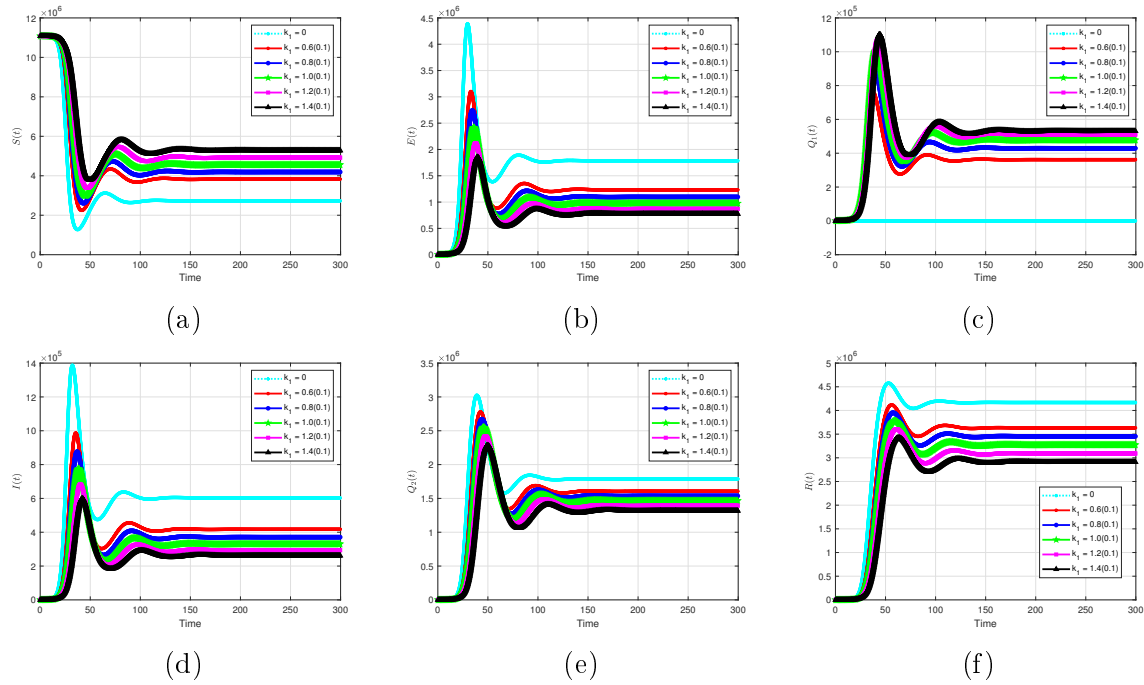 ×10⁶
12
10
8
6
4
2
0
S(t)
0 50 100 150 200 250 300
Time
k₁ = 0
k₁ = 0.6(0.1)
k₁ = 0.8(0.1)
k₁ = 1.0(0.1)
k₁ = 1.2(0.1)
k₁ = 1.4(0.1)
(a)
×10⁶
4.5
4
3.5
3
2.5
2
1.5
1
0.5
0
E(t)
0 50 100 150 200 250 300
Time
k₁ = 0
k₁ = 0.6(0.1)
k₁ = 0.8(0.1)
k₁ = 1.0(0.1)
k₁ = 1.2(0.1)
k₁ = 1.4(0.1)
(b)
×10⁵
12
10
8
6
4
2
0
-2
Q₁(t)
0 50 100 150 200 250 300
Time
k₁ = 0
k₁ = 0.6(0.1)
k₁ = 0.8(0.1)
k₁ = 1.0(0.1)
k₁ = 1.2(0.1)
k₁ = 1.4(0.1)
(c)
×10⁵
14
12
10
8
6
4
2
0
I(t)
0 50 100 150 200 250 300
Time
k₁ = 0
k₁ = 0.6(0.1)
k₁ = 0.8(0.1)
k₁ = 1.0(0.1)
k₁ = 1.2(0.1)
k₁ = 1.4(0.1)
(d)
×10⁶
3.5
3
2.5
2
1.5
1
0.5
0
Q₂(t)
0 50 100 150 200 250 300
Time
k₁ = 0
k₁ = 0.6(0.1)
k₁ = 0.8(0.1)
k₁ = 1.0(0.1)
k₁ = 1.2(0.1)
k₁ = 1.4(0.1)
(e)
×10⁶
5
4.5
4
3.5
3
2.5
2
1.5
1
0.5
0
R(t)
0 50 100 150 200 250 300
Time
k₁ = 0
k₁ = 0.6(0.1)
k₁ = 0.8(0.1)
k₁ = 1.0(0.1)
k₁ = 1.2(0.1)
k₁ = 1.4(0.1)
(f)